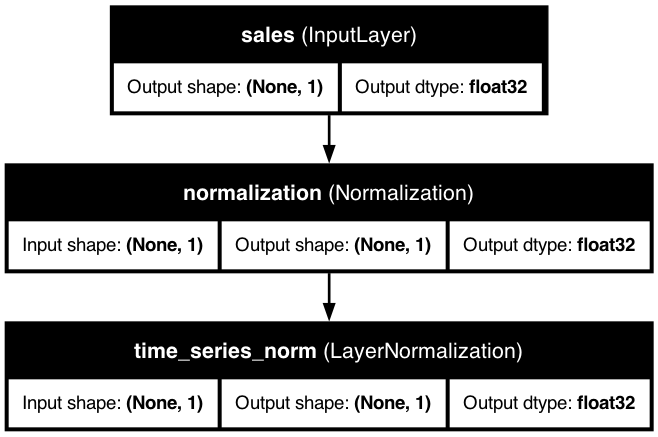 sales (InputLayer)
Output shape: (None, 1) Output dtype: float32
normalization (Normalization)
Input shape: (None, 1) Output shape: (None, 1) Output dtype: float32
time_series_norm (LayerNormalization)
Input shape: (None, 1) Output shape: (None, 1) Output dtype: float32